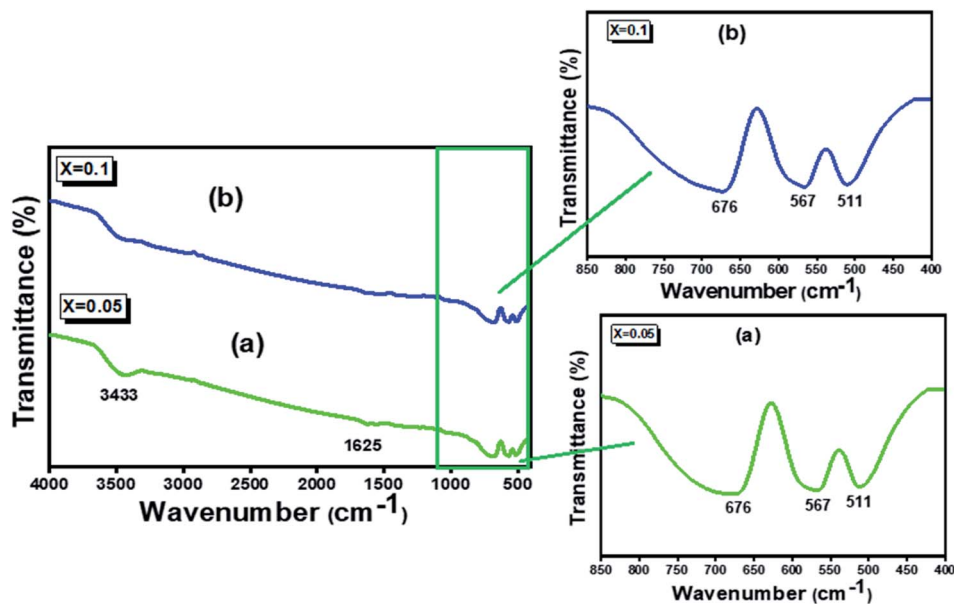 X=0.1
(b)
X=0.05
(a)
3433
1625
Transmittance (%)
4000 3500 3000 2500 2000 1500 1000 500
Wavenumber (cm-1)
X=0.1
(b)
676
567
511
Transmittance (%)
850 800 750 700 650 600 550 500 450 400
Wavenumber (cm-1)
X=0.05
(a)
676
567
511
Transmittance (%)
850 800 750 700 650 600 550 500 450 400
Wavenumber (cm-1)